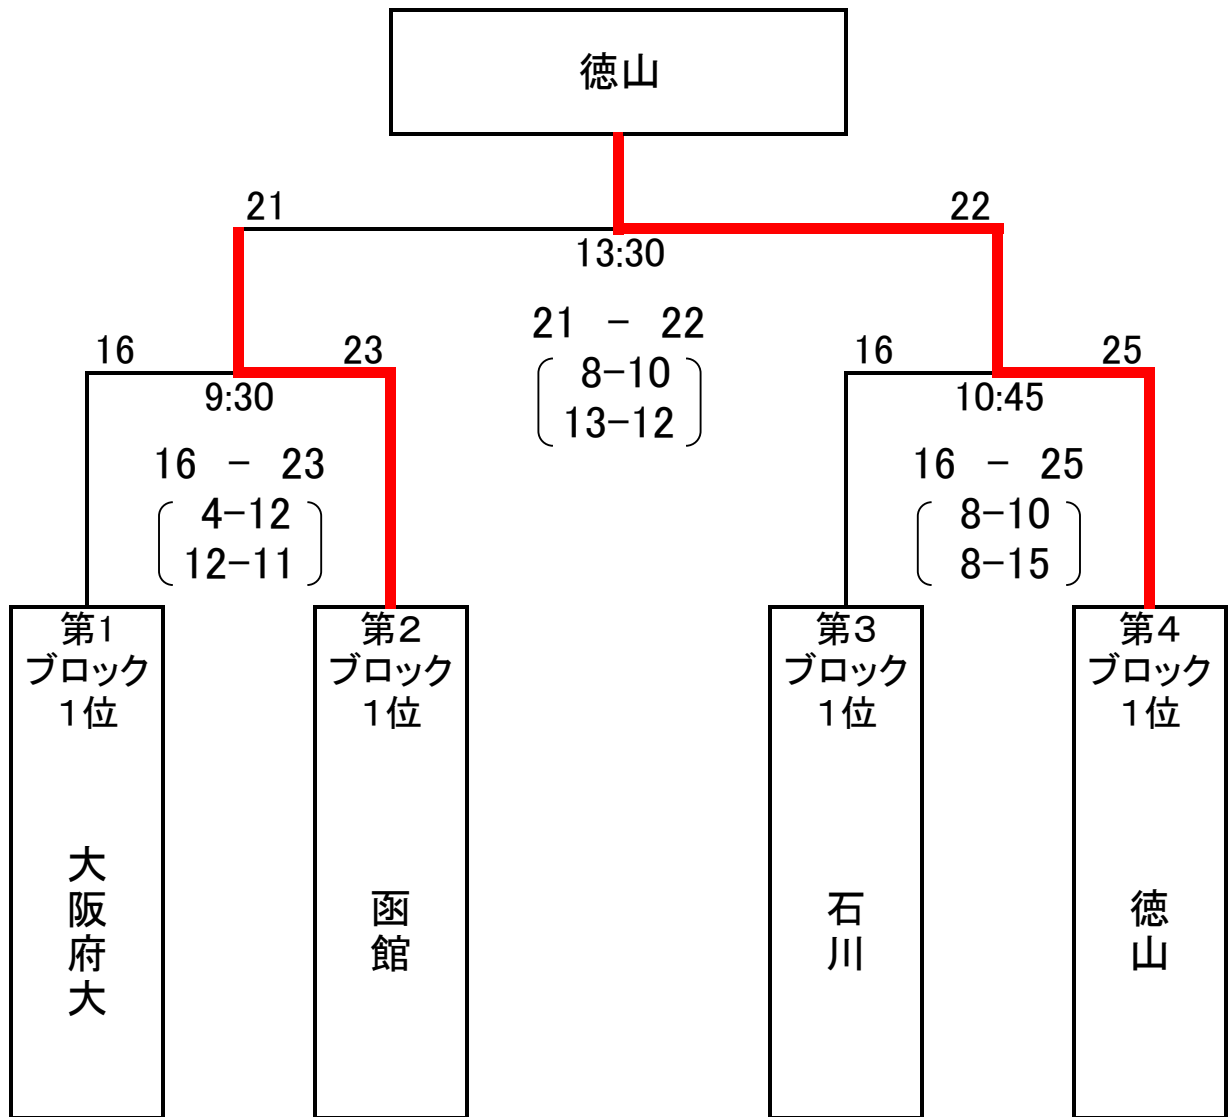 徳山
21
22
13:30
21 - 22
8-10
13-12
16
23
9:30
16 - 23
4-12
12-11
16
25
10:45
16 - 25
8-10
8-15
第1
ブロック
1位
大阪府大
第2
ブロック
1位
函館
第3
ブロック
1位
石川
第4
ブロック
1位
徳山